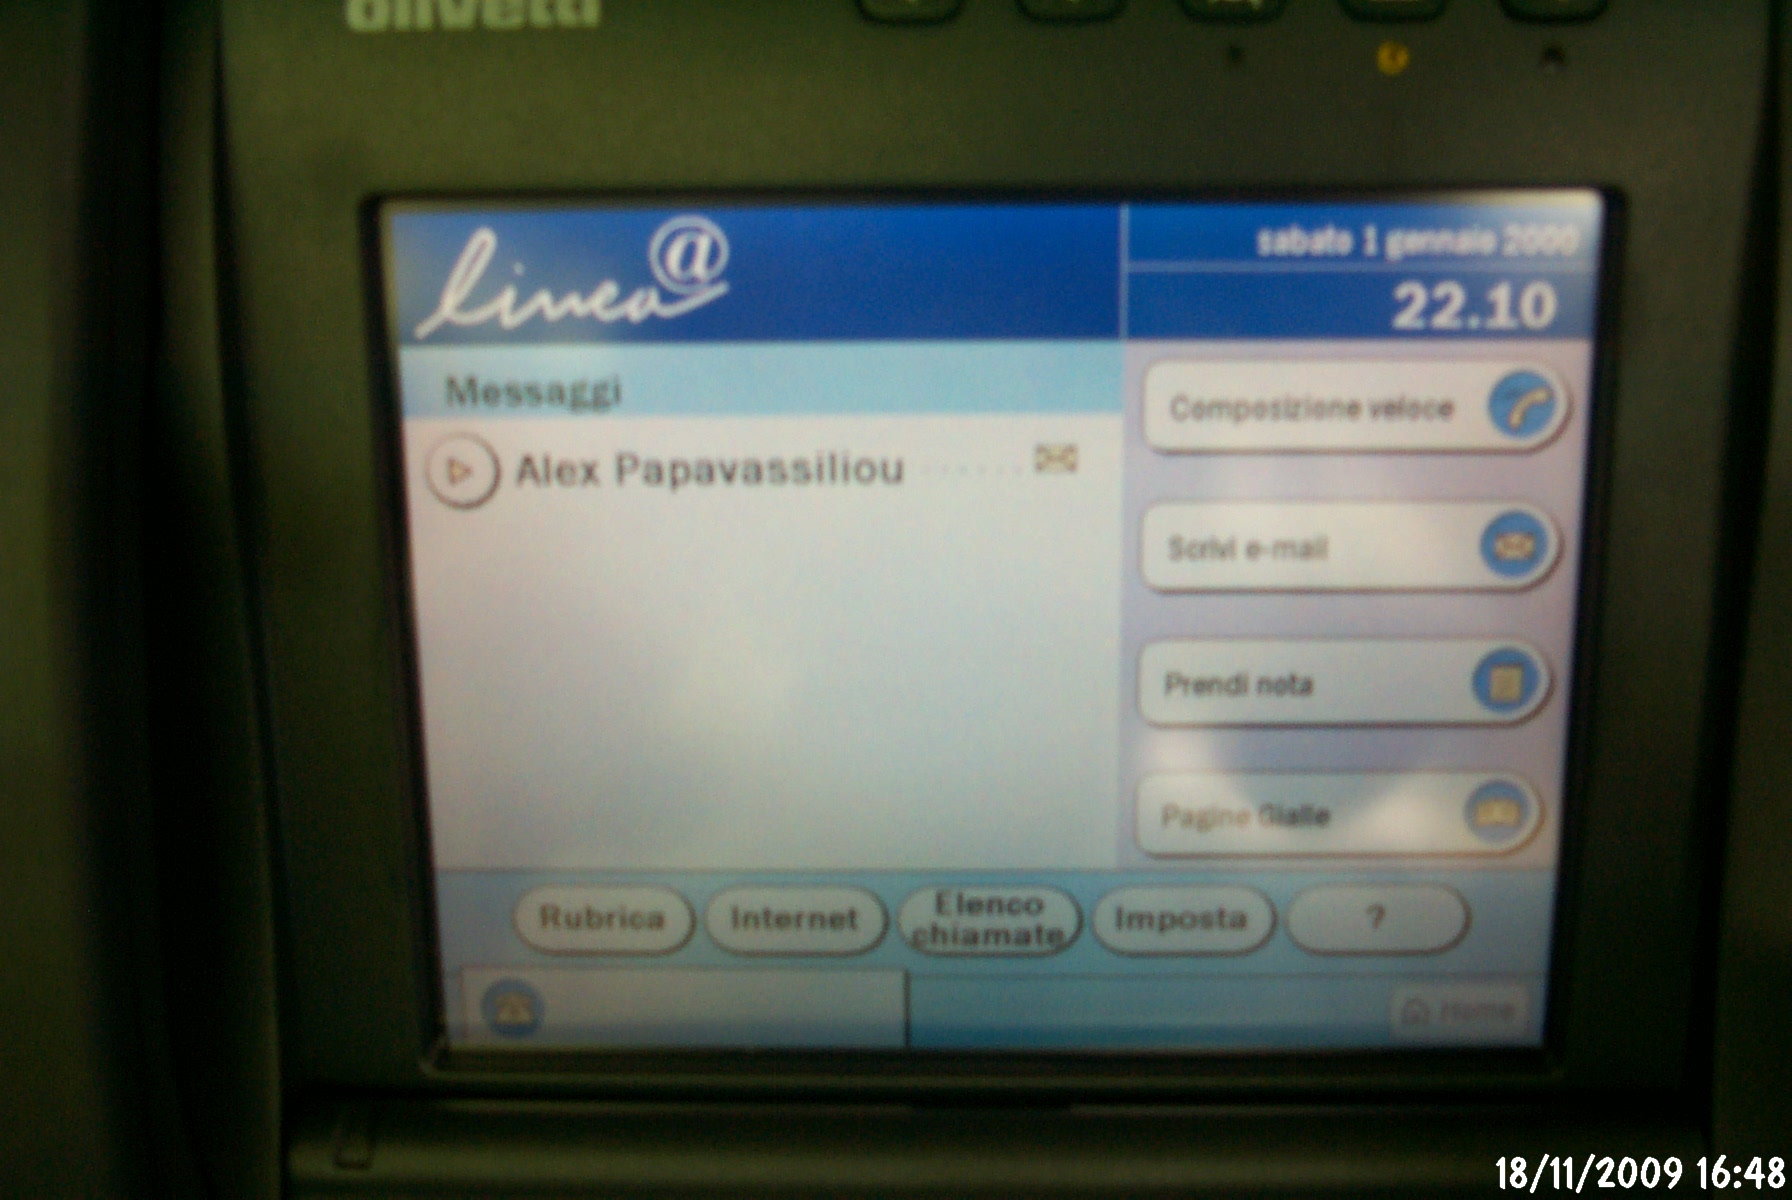 olivetti
linea@
sabato 1 gennaio 2000
22.10
Messaggi
Alex Papavassiliou
Composizione veloce
Scrivi e-mail
Prendi nota
Pagine Gialle
Rubrica
Internet
Elenco
chiamate
Imposta
?
Home
18/11/2009 16:48